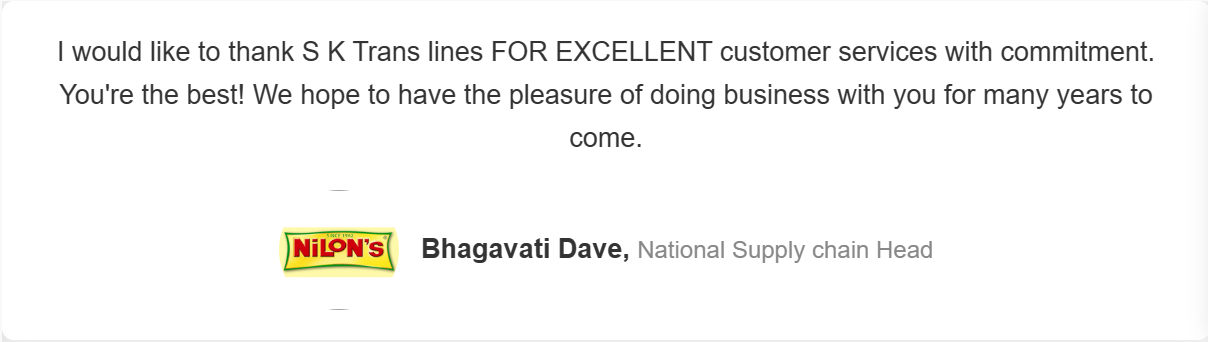 I would like to thank S K Trans lines FOR EXCELLENT customer services with commitment.
You're the best! We hope to have the pleasure of doing business with you for many years to
come.
SINCE 1962
NiLON'S
Bhagavati Dave, National Supply chain Head